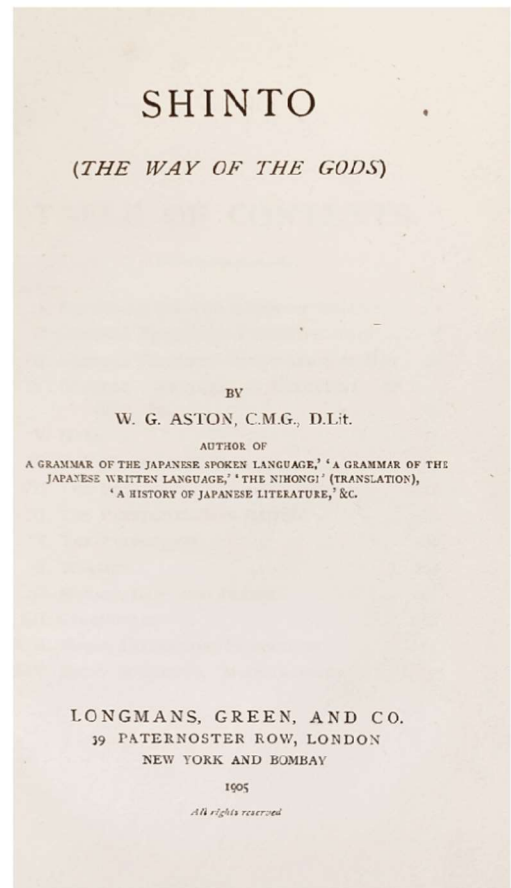 SHINTO
(THE WAY OF THE GODS)
BY
W. G. ASTON, C.M.G., D.Lit.
AUTHOR OF
A GRAMMAR OF THE JAPANESE SPOKEN LANGUAGE,' 'A GRAMMAR OF THE
JAPANESE WRITTEN LANGUAGE,' 'THE NIHONGI' (TRANSLATION),
'A HISTORY OF JAPANESE LITERATURE,' &C.
LONGMANS, GREEN, AND CO.
39 PATERNOSTER ROW, LONDON
NEW YORK AND BOMBAY
1905
All rights reserved